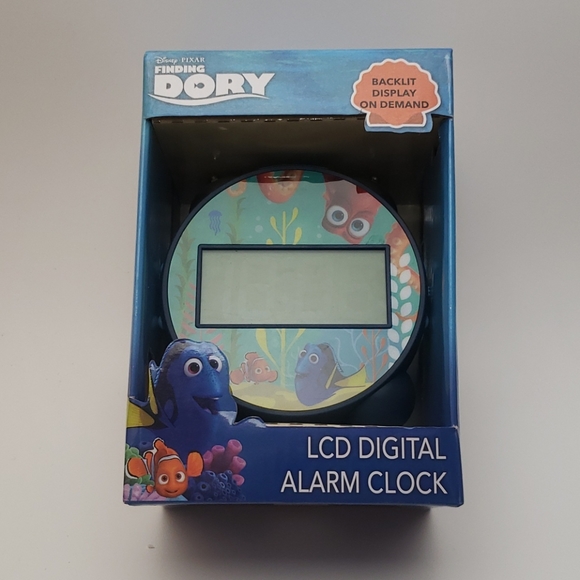 Disney PIXAR
FINDING
DORY
BACKLIT
DISPLAY
ON DEMAND
LCD DIGITAL
ALARM CLOCK